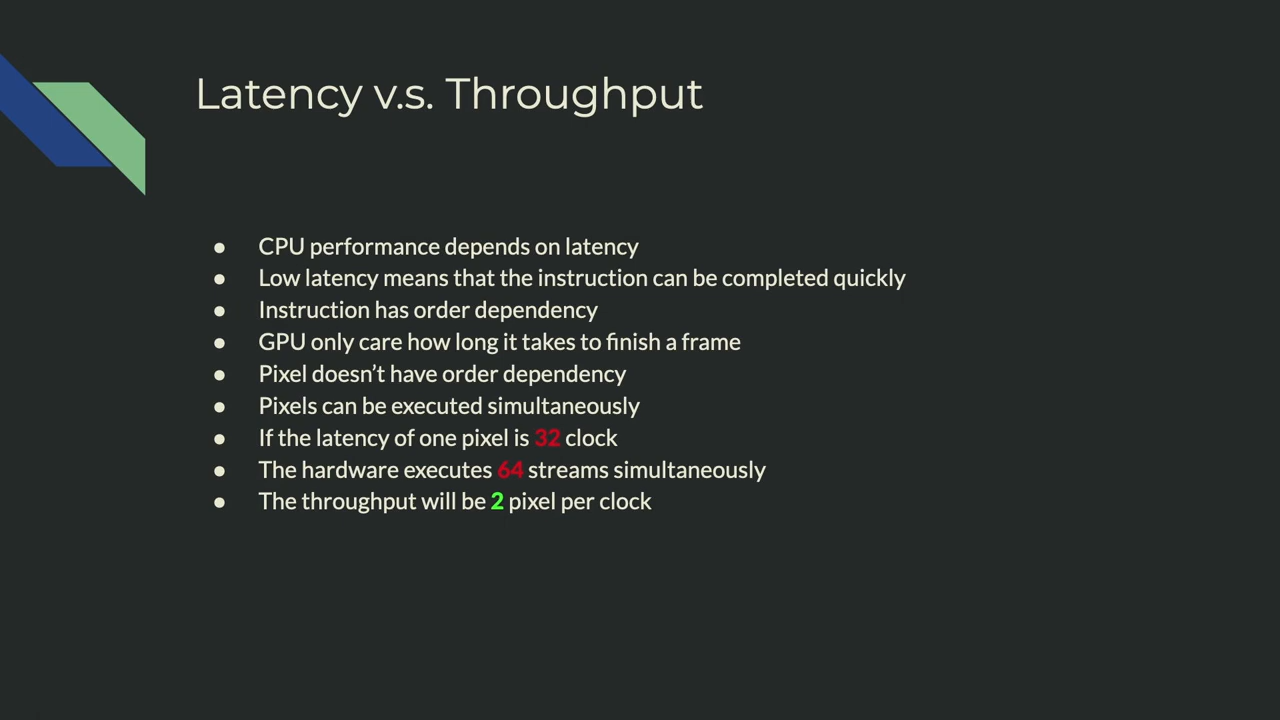 Latency v.s. Throughput
● CPU performance depends on latency
● Low latency means that the instruction can be completed quickly
● Instruction has order dependency
● GPU only care how long it takes to finish a frame
● Pixel doesn’t have order dependency
● Pixels can be executed simultaneously
● If the latency of one pixel is 32 clock
● The hardware executes 64 streams simultaneously
● The throughput will be 2 pixel per clock